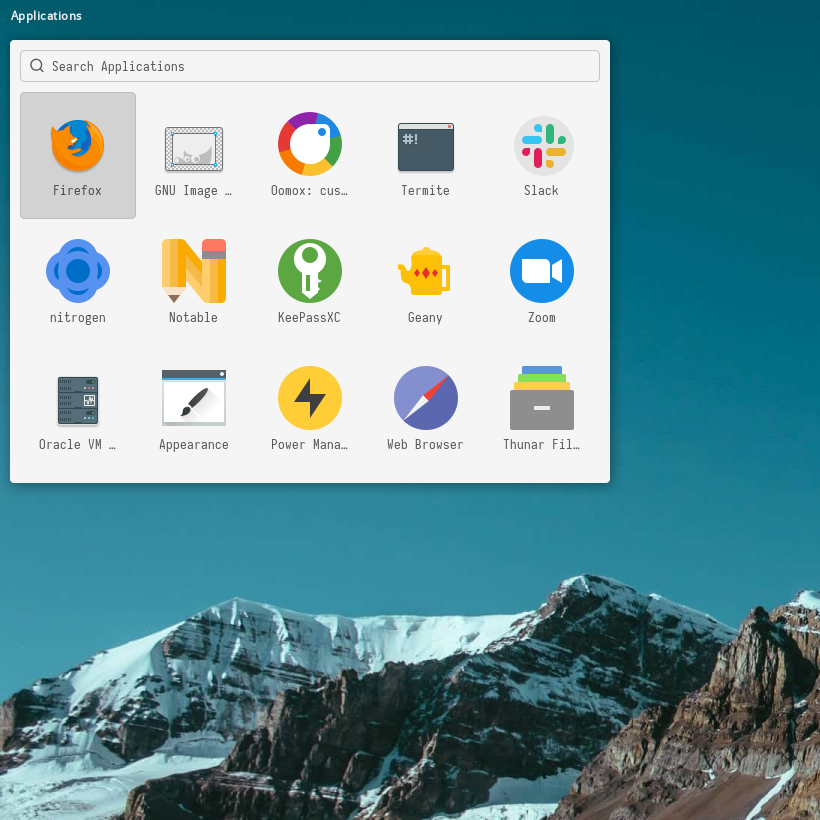 Applications
Search Applications
Firefox
GNU Image …
Oomox: cus…
#!
Termite
Slack
nitrogen
Notable
KeePassXC
Geany
Zoom
Oracle VM …
Appearance
Power Mana…
Web Browser
Thunar Fil…